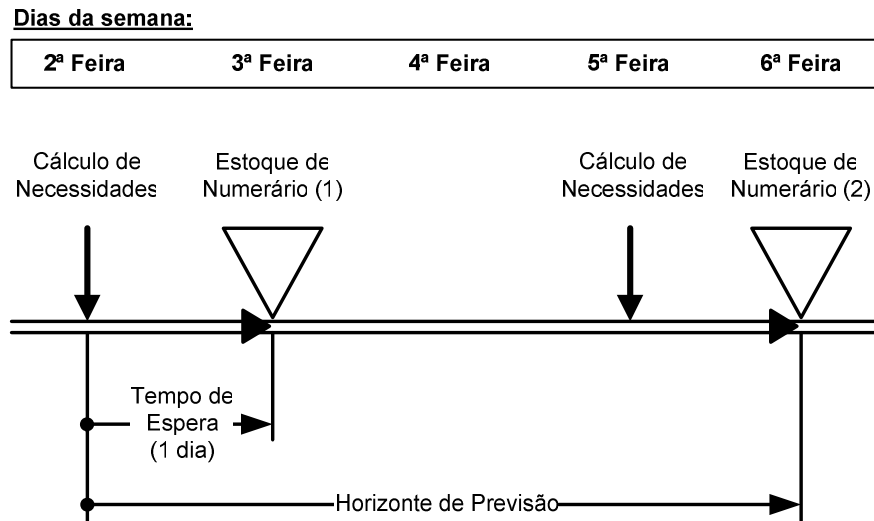 Dias da semana:
2ª Feira 3ª Feira 4ª Feira 5ª Feira 6ª Feira
Cálculo de
Necessidades
Estoque de
Numerário (1)
Cálculo de
Necessidades
Estoque de
Numerário (2)
Tempo de
Espera
(1 dia)
Horizonte de Previsão